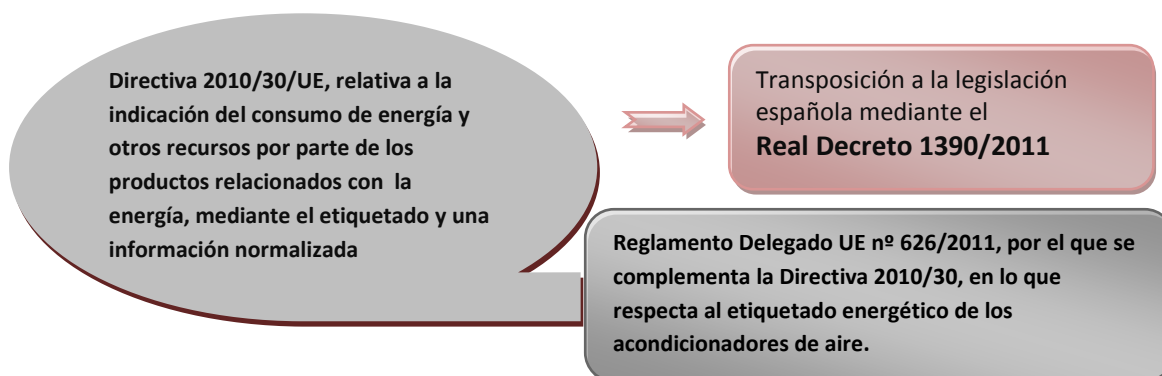 Directiva 2010/30/UE, relativa a la
indicación del consumo de energía y
otros recursos por parte de los
productos relacionados con la
energía, mediante el etiquetado y una
información normalizada
Transposición a la legislación
española mediante el
Real Decreto 1390/2011
Reglamento Delegado UE nº 626/2011, por el que se
complementa la Directiva 2010/30, en lo que
respecta al etiquetado energético de los
acondicionadores de aire.